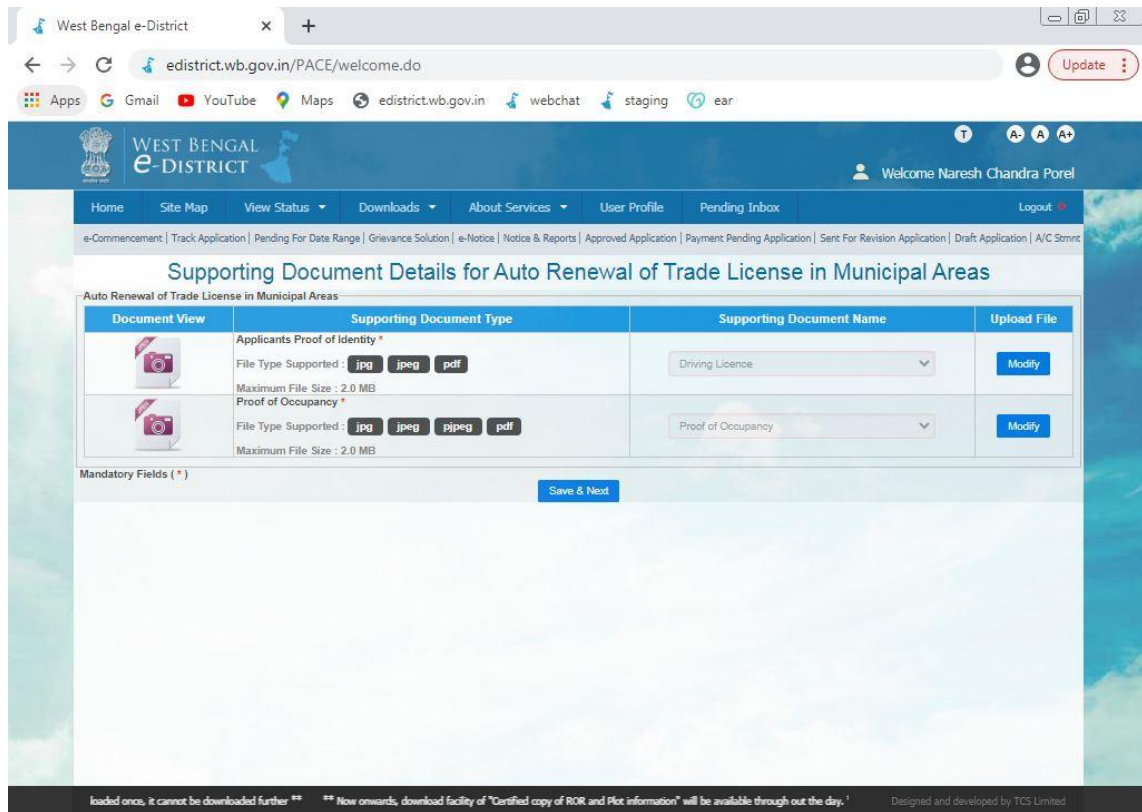 West Bengal e-District
edistrict.wb.gov.in/PACE/welcome.do
Update
Apps Gmail YouTube Maps edistrict.wb.gov.in webchat staging ear
WEST BENGAL
e-DISTRICT
T A- A A+
Welcome Naresh Chandra Porel
Home Site Map View Status Downloads About Services User Profile Pending Inbox Logout
e-Commencement | Track Application | Pending For Date Range | Grievance Solution | e-Notice | Notice & Reports | Approved Application | Payment Pending Application | Sent For Revision Application | Draft Application | A/C Stmnt
Supporting Document Details for Auto Renewal of Trade License in Municipal Areas
Auto Renewal of Trade License in Municipal Areas
Document View Supporting Document Type Supporting Document Name Upload File
Applicants Proof of Identity *
File Type Supported : jpg jpeg pdf Driving Licence Modify
Maximum File Size : 2.0 MB
Proof of Occupancy *
File Type Supported : jpg jpeg pjpeg pdf Proof of Occupancy Modify
Maximum File Size : 2.0 MB
Mandatory Fields ( * )
Save & Next
loaded once, it cannot be downloaded further ** ** Now onwards, download facility of "Certified copy of ROR and Plot information" will be available through out the day. Designed and developed by TCS Limited